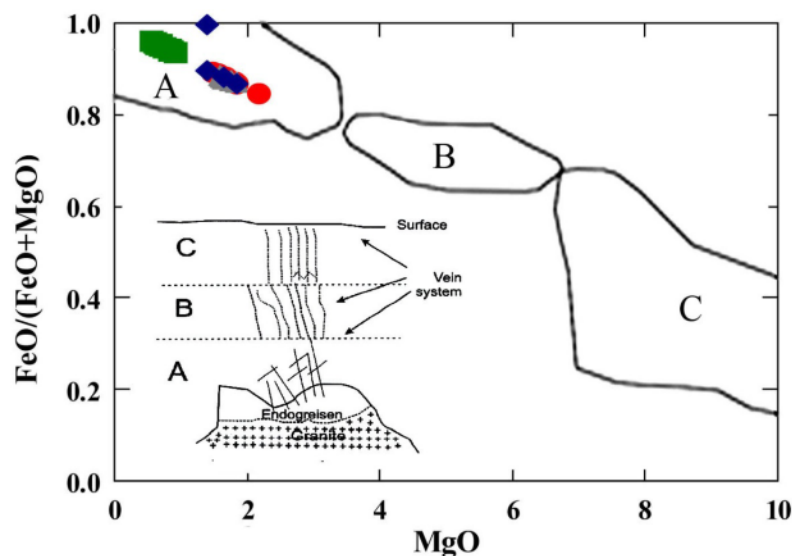 FeO/(FeO+MgO)
1.0
0.8
0.6
0.4
0.2
0.0
A
B
C
Surface
C
Vein
system
B
A
Endogreisen
Granite
0
2
4
6
8
10
MgO